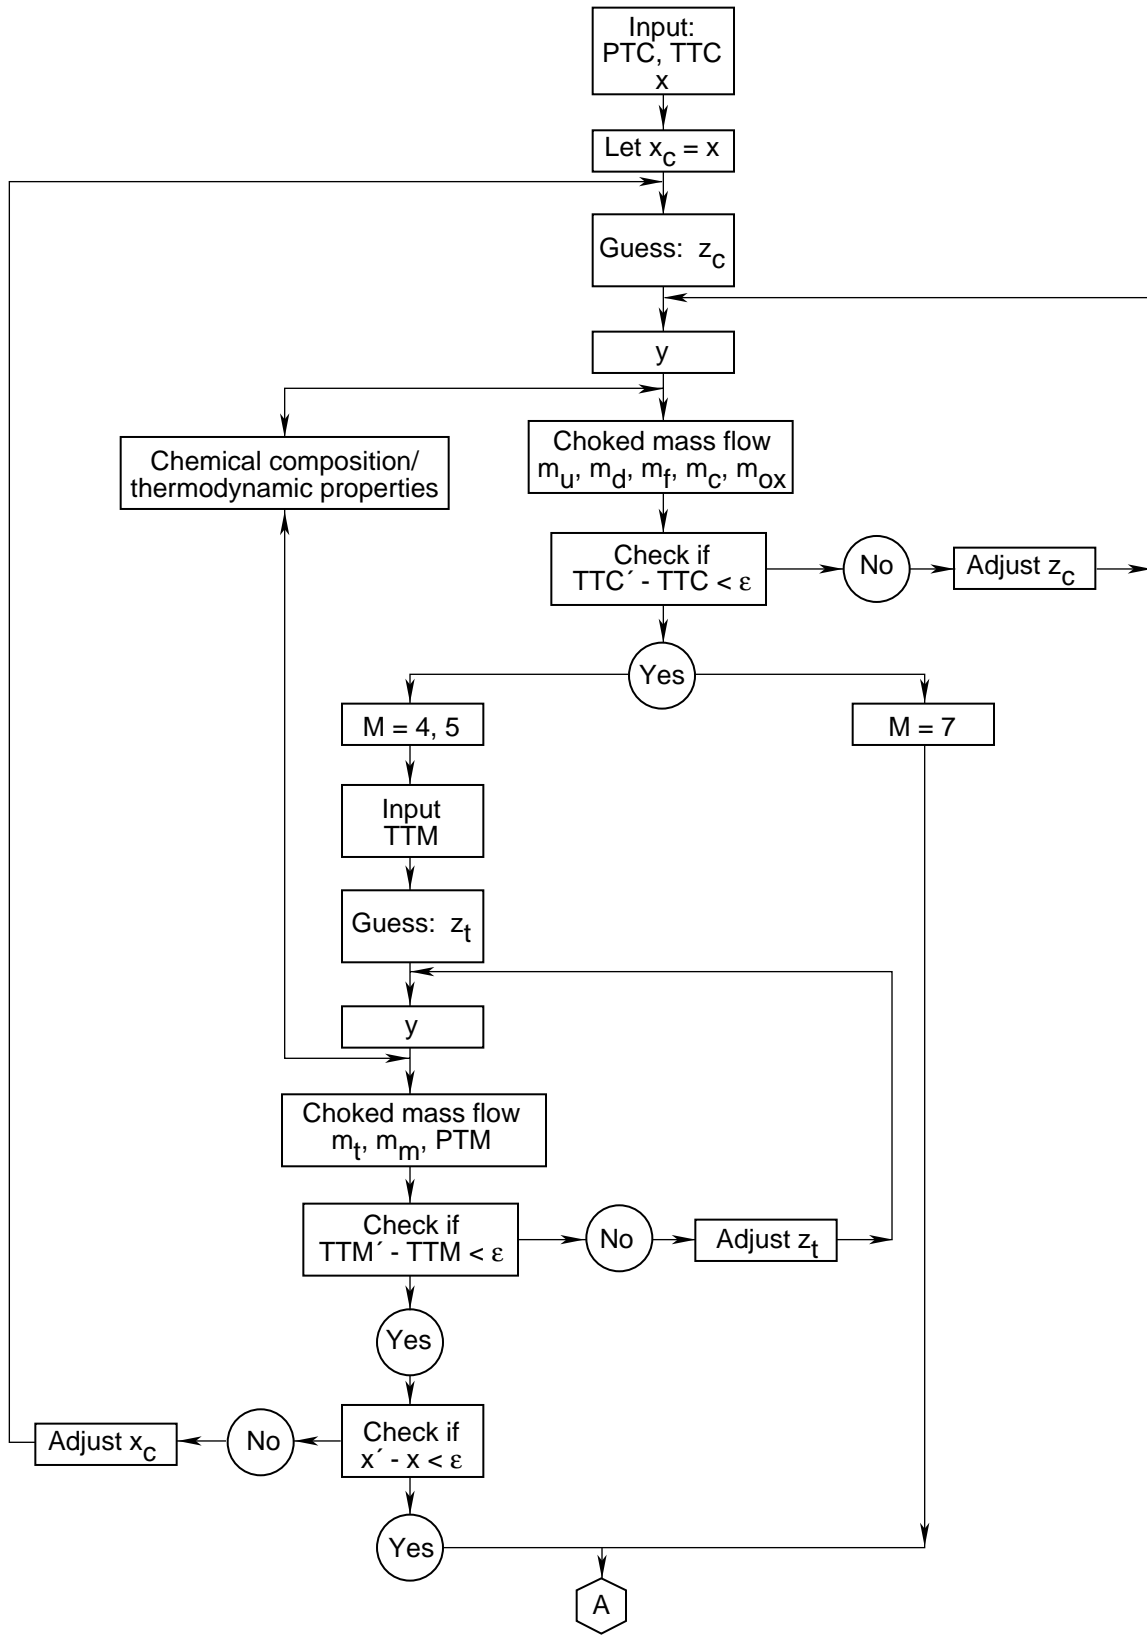 Input:
PTC, TTC
x
Let x_c = x
Guess: z_c
y
Chemical composition/
thermodynamic properties
Choked mass flow
m_u, m_d, m_f, m_c, m_ox
Check if
TTC´ - TTC < ε
No
Adjust z_c
Yes
M = 4, 5
M = 7
Input
TTM
Guess: z_t
y
Choked mass flow
m_t, m_m, PTM
Check if
TTM´ - TTM < ε
No
Adjust z_t
Yes
Check if
x´ - x < ε
No
Adjust x_c
Yes
A